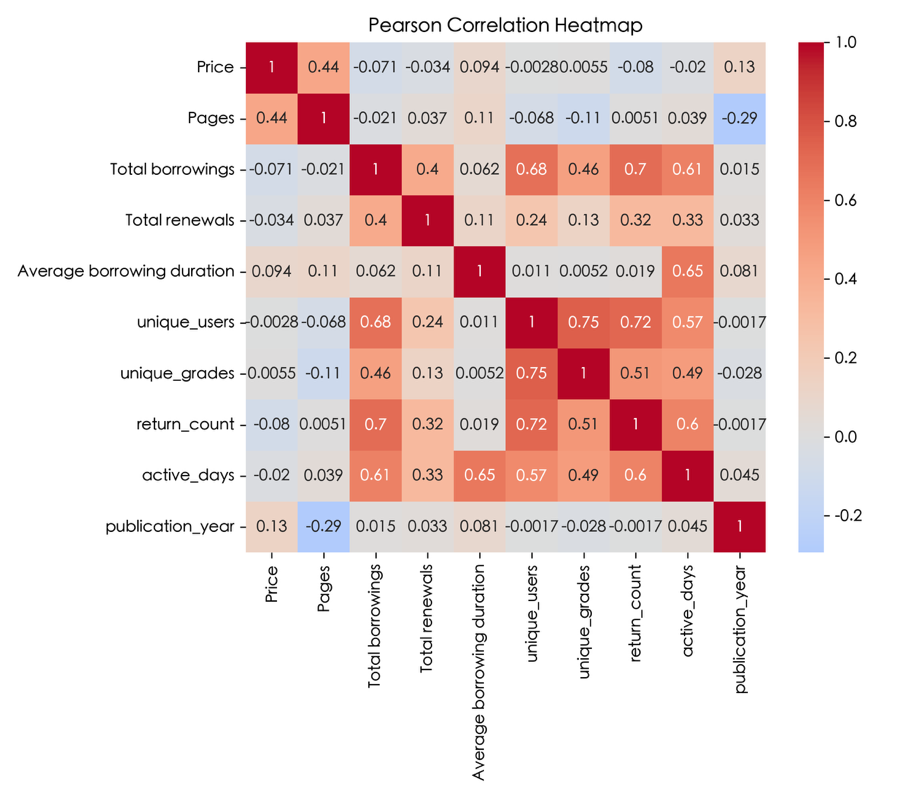 Pearson Correlation Heatmap
Price 1 0.44 -0.071 -0.034 0.094 -0.0028 0.0055 -0.08 -0.02 0.13
Pages 0.44 1 -0.021 0.037 0.11 -0.068 -0.11 0.0051 0.039 -0.29
Total borrowings -0.071 -0.021 1 0.4 0.062 0.68 0.46 0.7 0.61 0.015
Total renewals -0.034 0.037 0.4 1 0.11 0.24 0.13 0.32 0.33 0.033
Average borrowing duration 0.094 0.11 0.062 0.11 1 0.011 0.0052 0.019 0.65 0.081
unique_users -0.0028 -0.068 0.68 0.24 0.011 1 0.75 0.72 0.57 -0.0017
unique_grades 0.0055 -0.11 0.46 0.13 0.0052 0.75 1 0.51 0.49 -0.028
return_count -0.08 0.0051 0.7 0.32 0.019 0.72 0.51 1 0.6 -0.0017
active_days -0.02 0.039 0.61 0.33 0.65 0.57 0.49 0.6 1 0.045
publication_year 0.13 -0.29 0.015 0.033 0.081 -0.0017 -0.028 -0.0017 0.045 1
Price
Pages
Total borrowings
Total renewals
Average borrowing duration
unique_users
unique_grades
return_count
active_days
publication_year
1.0
0.8
0.6
0.4
0.2
0.0
-0.2